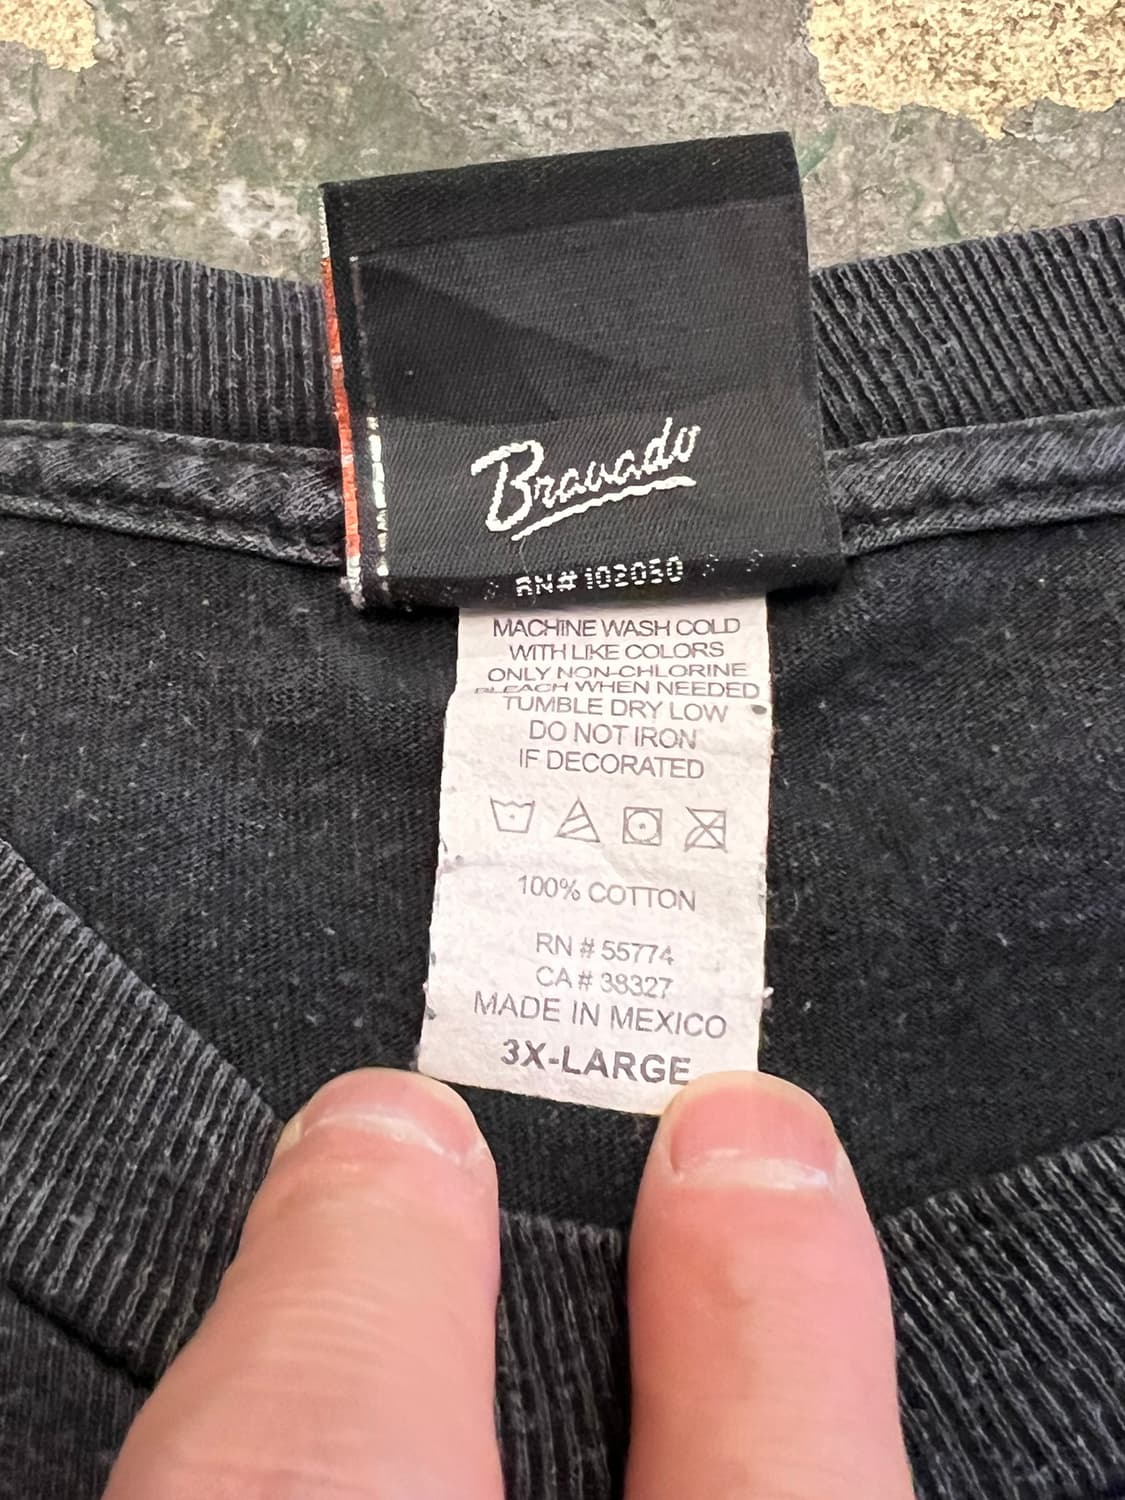 Bravado
RN#102050
MACHINE WASH COLD
WITH LIKE COLORS
ONLY NON-CHLORINE
BLEACH WHEN NEEDED
TUMBLE DRY LOW
DO NOT IRON
IF DECORATED
100% COTTON
RN # 55774
CA # 38327
MADE IN MEXICO
3X-LARGE